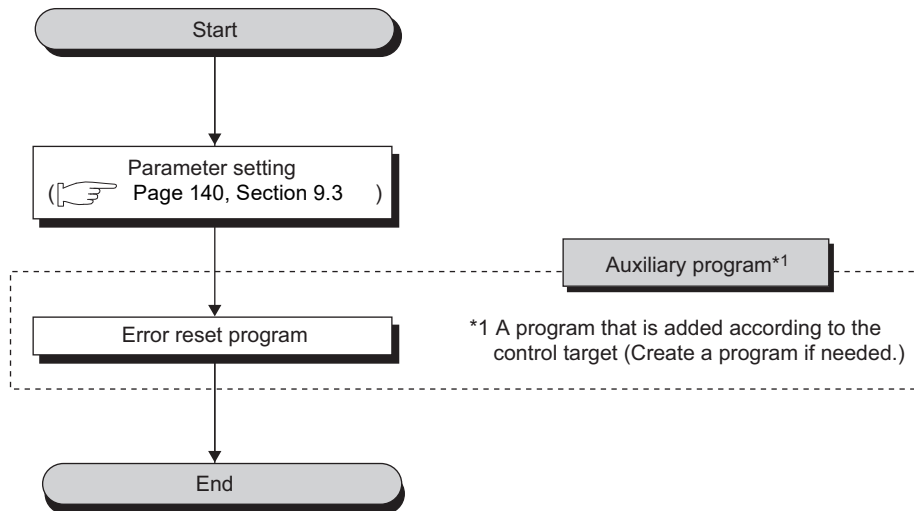 Start
Parameter setting
( Page 140, Section 9.3 )
Auxiliary program*1
Error reset program
*1 A program that is added according to the
control target (Create a program if needed.)
End